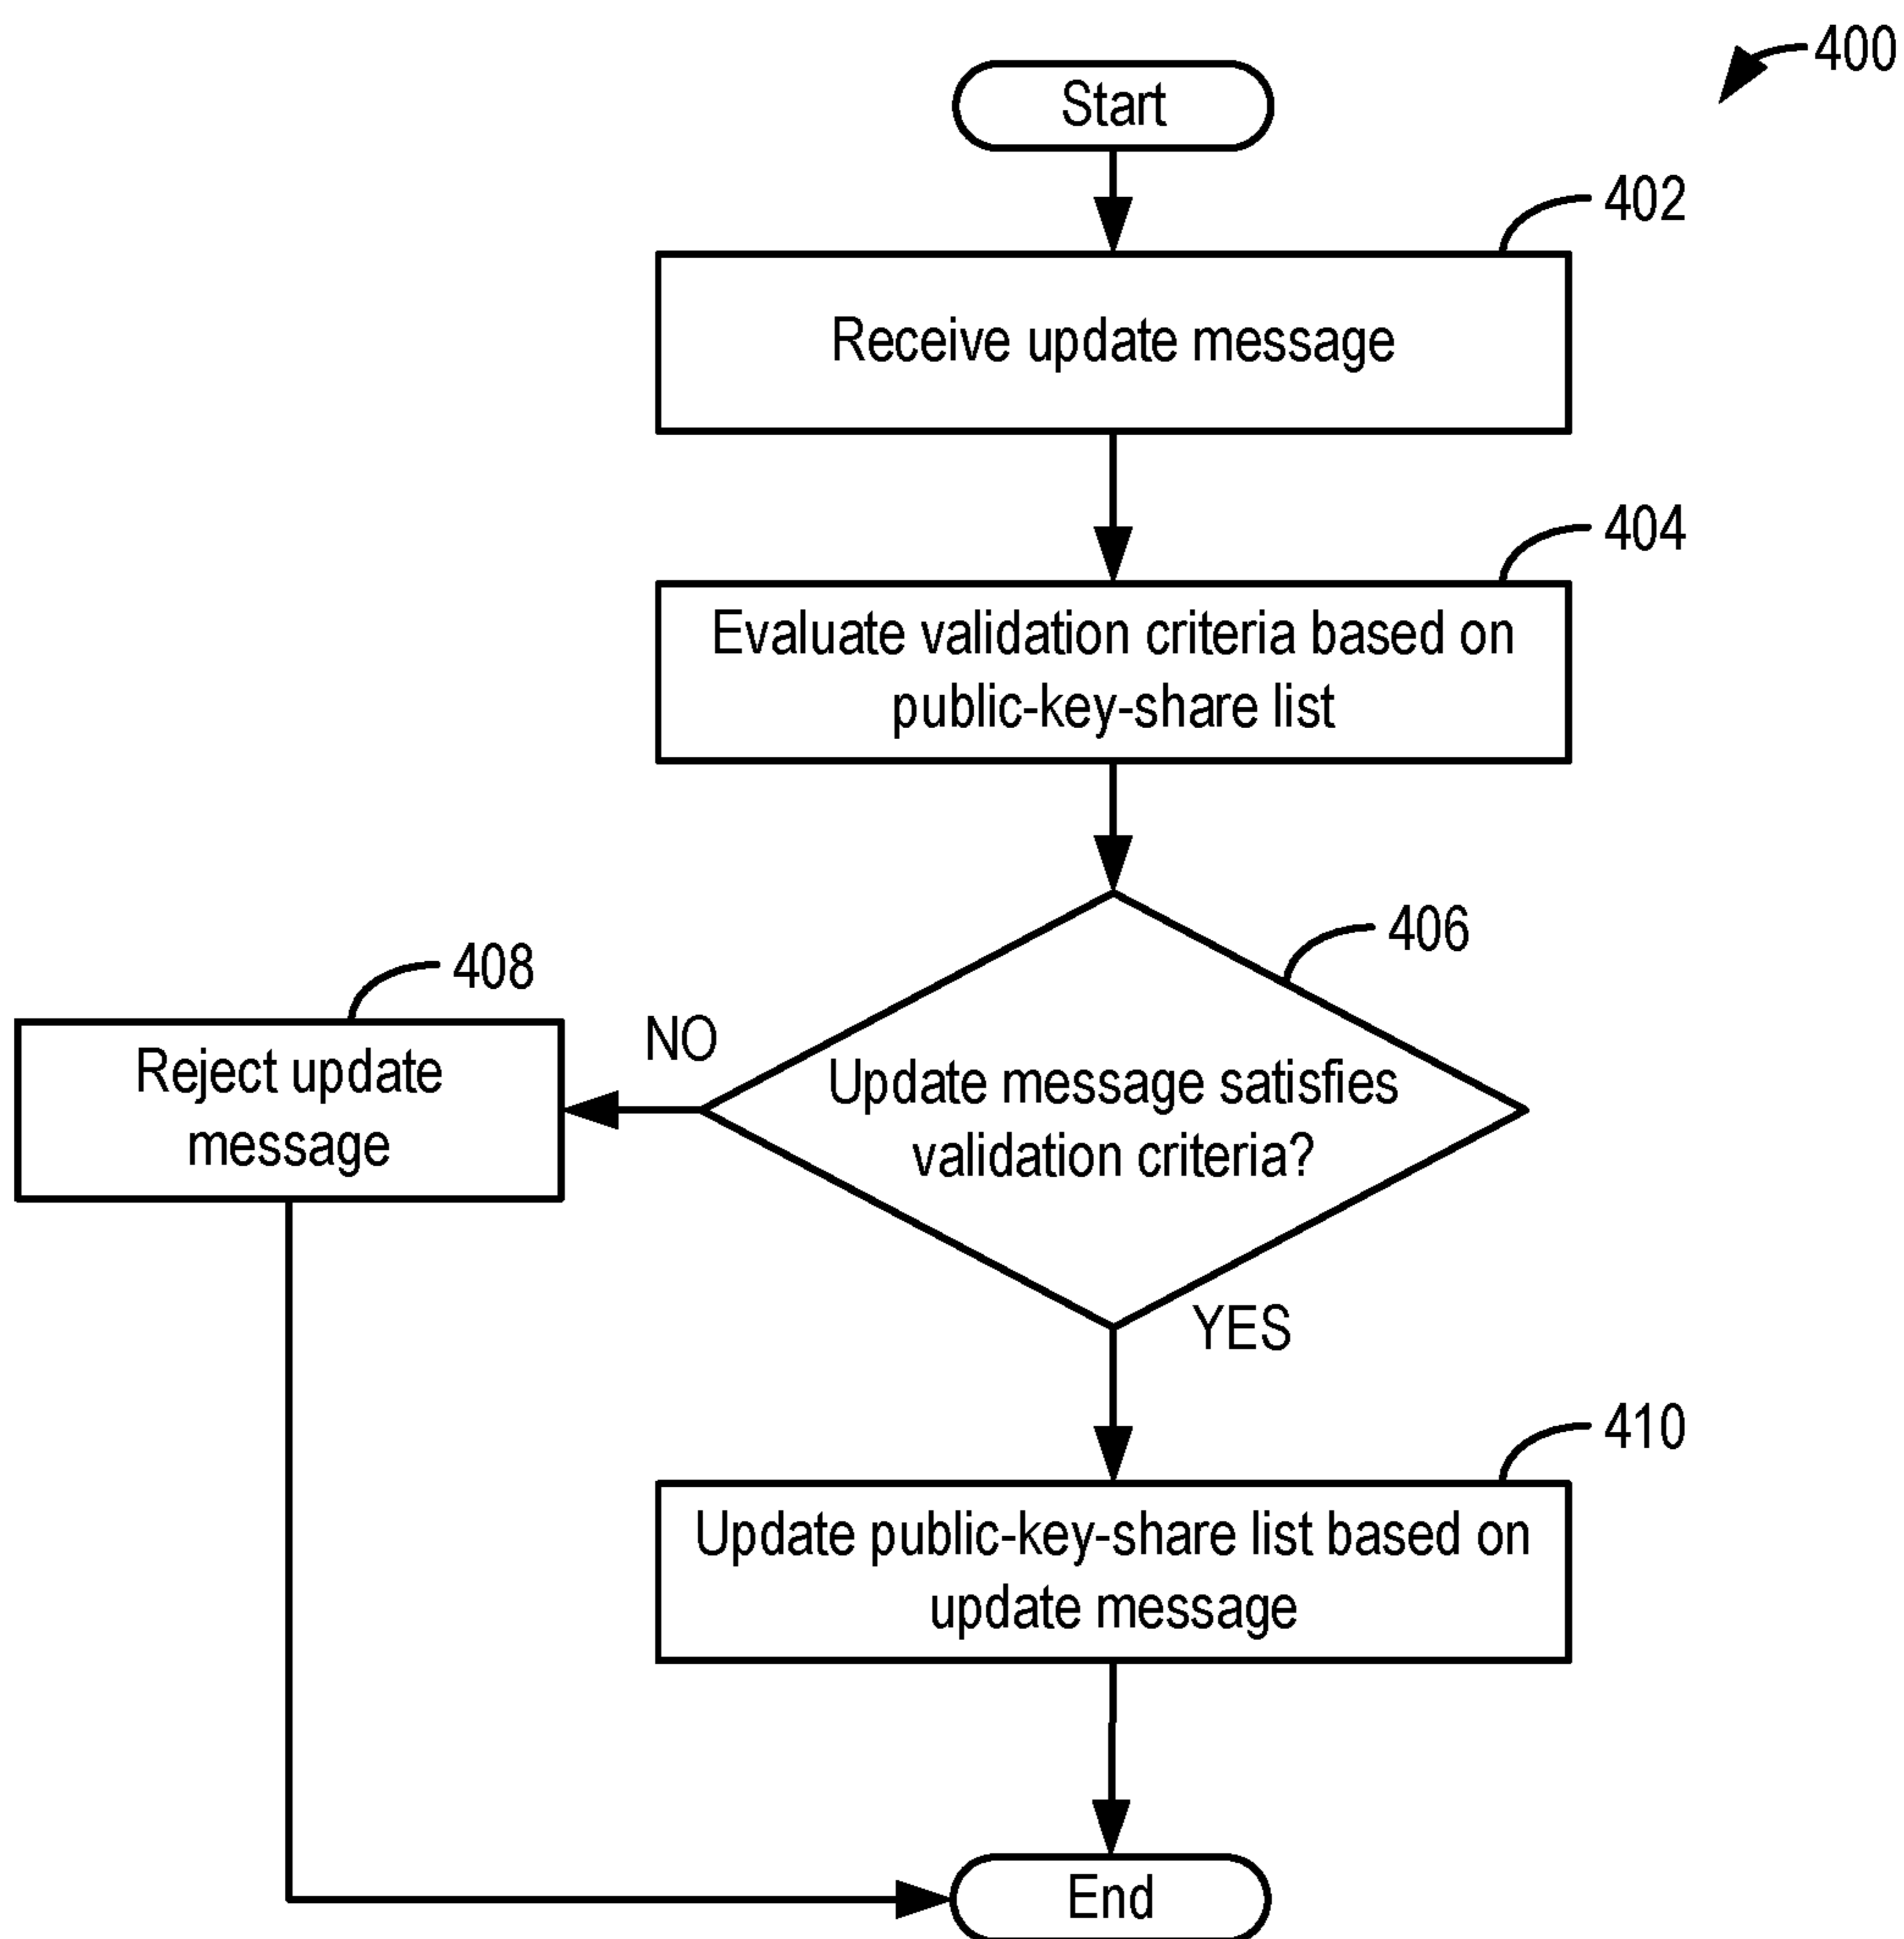 400
Start
402
Receive update message
404
Evaluate validation criteria based on
public-key-share list
406
408
NO
Reject update
message
Update message satisfies
validation criteria?
YES
410
Update public-key-share list based on
update message
End